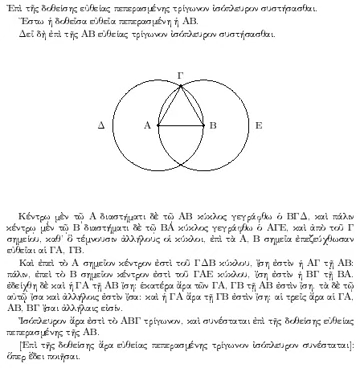 Ἐπὶ τῆς δοθείσης εὐθείας πεπερασμένης τρίγωνον ἰσόπλευρον συστήσασθαι.
Ἔστω ἡ δοθεῖσα εὐθεῖα πεπερασμένη ἡ ΑΒ.
Δεῖ δὴ ἐπὶ τῆς ΑΒ εὐθείας τρίγωνον ἰσόπλευρον συστήσασθαι.
Γ
Δ Α Β Ε
Κέντρῳ μὲν τῷ Α διαστήματι δὲ τῷ ΑΒ κύκλος γεγράφθω ὁ ΒΓΔ, καὶ πάλιν
κέντρῳ μὲν τῷ Β διαστήματι δὲ τῷ ΒΑ κύκλος γεγράφθω ὁ ΑΓΕ, καὶ ἀπὸ τοῦ Γ
σημείου, καθ᾽ ὃ τέμνουσιν ἀλλήλους οἱ κύκλοι, ἐπὶ τὰ Α, Β σημεῖα ἐπεζεύχθωσαν
εὐθεῖαι αἱ ΓΑ, ΓΒ.
Καὶ ἐπεὶ τὸ Α σημεῖον κέντρον ἐστὶ τοῦ ΓΔΒ κύκλου, ἴση ἐστὶν ἡ ΑΓ τῇ ΑΒ·
πάλιν, ἐπεὶ τὸ Β σημεῖον κέντρον ἐστὶ τοῦ ΓΑΕ κύκλου, ἴση ἐστὶν ἡ ΒΓ τῇ ΒΑ.
ἐδείχθη δὲ καὶ ἡ ΓΑ τῇ ΑΒ ἴση· ἑκατέρα ἄρα τῶν ΓΑ, ΓΒ τῇ ΑΒ ἐστιν ἴση. τὰ δὲ τῷ
αὐτῷ ἴσα καὶ ἀλλήλοις ἐστὶν ἴσα· καὶ ἡ ΓΑ ἄρα τῇ ΓΒ ἐστιν ἴση· αἱ τρεῖς ἄρα αἱ ΓΑ,
ΑΒ, ΒΓ ἴσαι ἀλλήλαις εἰσίν.
Ἰσόπλευρον ἄρα ἐστὶ τὸ ΑΒΓ τρίγωνον, καὶ συνέσταται ἐπὶ τῆς δοθείσης εὐθείας
πεπερασμένης τῆς ΑΒ.
[Ἐπὶ τῆς δοθείσης ἄρα εὐθείας πεπερασμένης τρίγωνον ἰσόπλευρον συνέσταται]·
ὅπερ ἔδει ποιῆσαι.